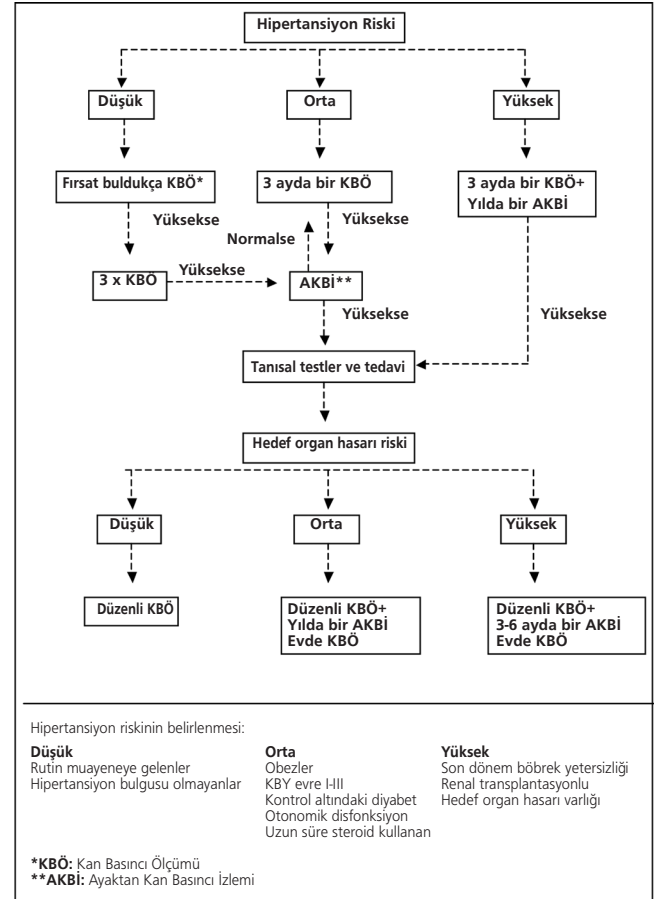 Hipertansiyon Riski
Düşük
Orta
Yüksek
Fırsat buldukça KBÖ*
3 ayda bir KBÖ
3 ayda bir KBÖ+
Yılda bir AKBİ
Yüksekse
Normalse
Yüksekse
3 x KBÖ
Yüksekse
AKBİ**
Yüksekse
Yüksekse
Tanısal testler ve tedavi
Hedef organ hasarı riski
Düşük
Orta
Yüksek
Düzenli KBÖ
Düzenli KBÖ+
Yılda bir AKBİ
Evde KBÖ
Düzenli KBÖ+
3-6 ayda bir AKBİ
Evde KBÖ
Hipertansiyon riskinin belirlenmesi:
Düşük
Rutin muayeneye gelenler
Hipertansiyon bulgusu olmayanlar
Orta
Obezler
KBY evre I-III
Kontrol altındaki diyabet
Otonomik disfonksiyon
Uzun süre steroid kullanan
Yüksek
Son dönem böbrek yetersizliği
Renal transplantasyonlu
Hedef organ hasarı varlığı
*KBÖ: Kan Basıncı Ölçümü
**AKBİ: Ayaktan Kan Basıncı İzlemi